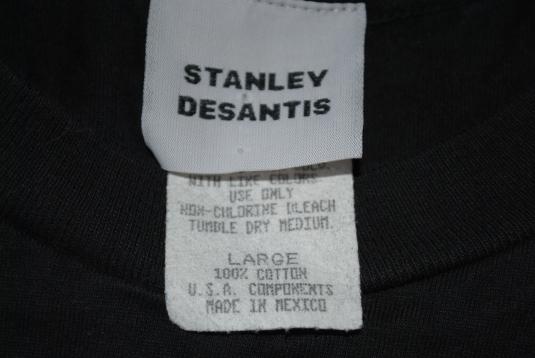 STANLEY
DESANTIS
WITH LIKE COLORS
USE ONLY
NON-CHLORINE BLEACH
TUMBLE DRY MEDIUM.
LARGE
100% COTTON
U.S.A. COMPONENTS
MADE IN MEXICO